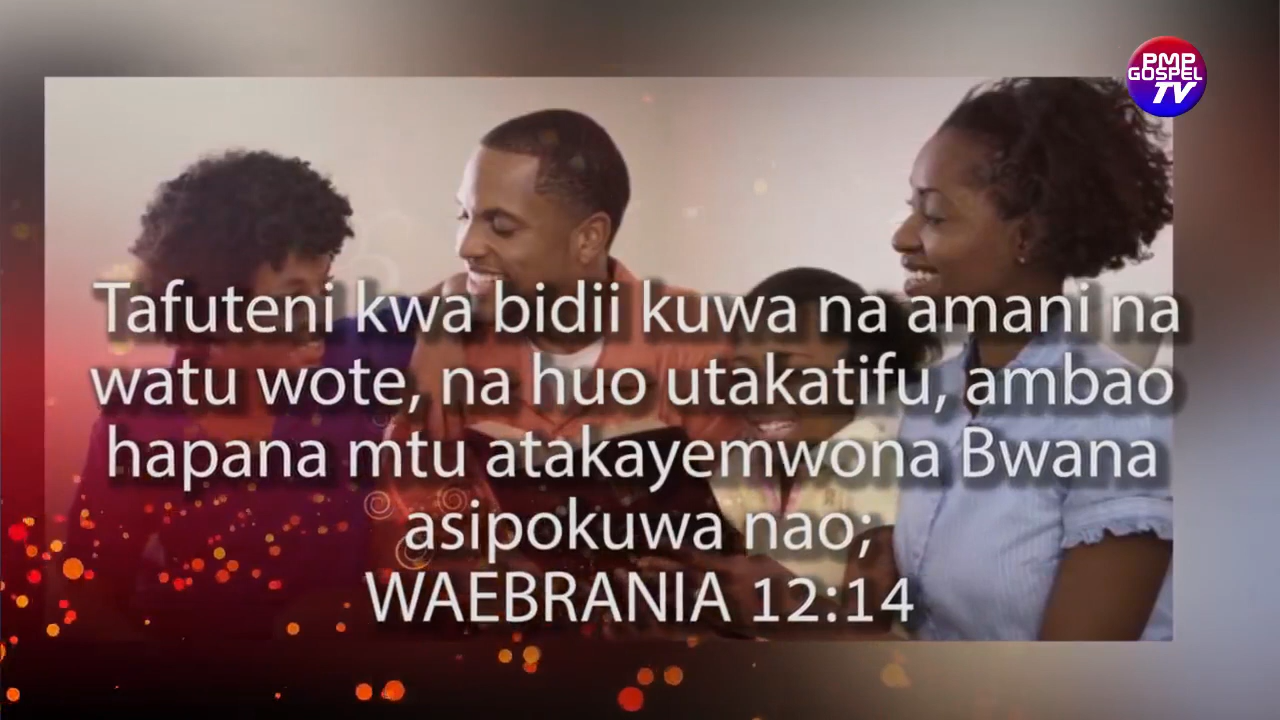 PMP
GOSPEL
TV
Tafuteni kwa bidii kuwa na amani na
watu wote, na huo utakatifu, ambao
hapana mtu atakayemwona Bwana
asipokuwa nao;
WAEBRANIA 12:14